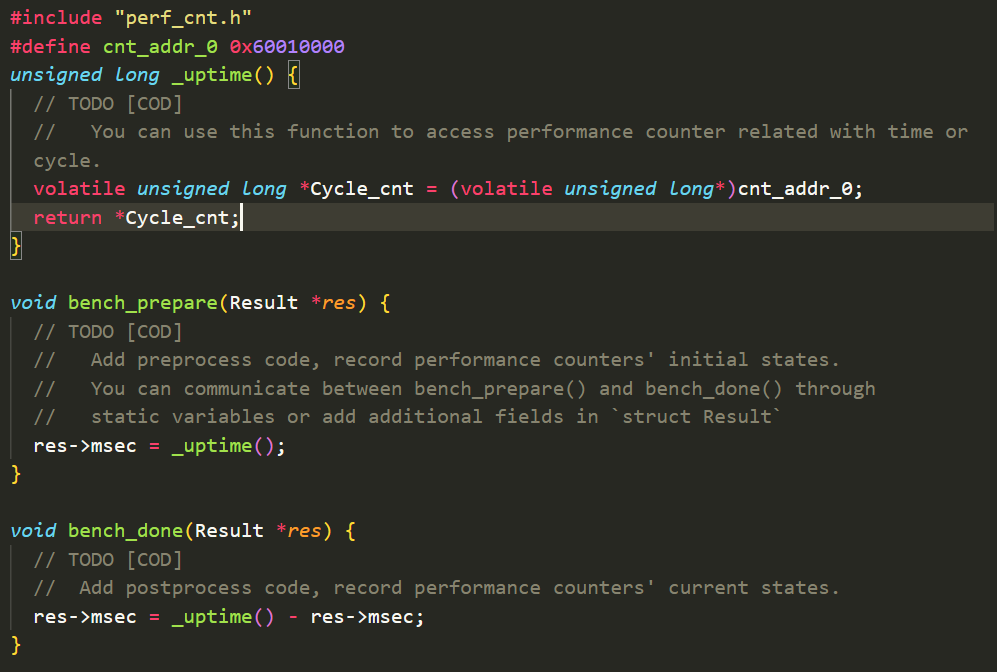 #include "perf_cnt.h"
#define cnt_addr_0 0x60010000
unsigned long _uptime() {
  // TODO [COD]
  //   You can use this function to access performance counter related with time or
  cycle.
  volatile unsigned long *Cycle_cnt = (volatile unsigned long*)cnt_addr_0;
  return *Cycle_cnt;
}

void bench_prepare(Result *res) {
  // TODO [COD]
  //   Add preprocess code, record performance counters' initial states.
  //   You can communicate between bench_prepare() and bench_done() through
  //   static variables or add additional fields in `struct Result`
  res->msec = _uptime();
}

void bench_done(Result *res) {
  // TODO [COD]
  //  Add postprocess code, record performance counters' current states.
  res->msec = _uptime() - res->msec;
}